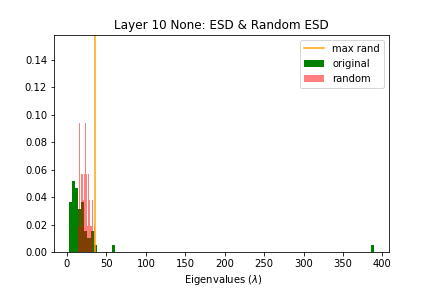 Layer 10 None: ESD & Random ESD
max rand
original
random
0.14
0.12
0.10
0.08
0.06
0.04
0.02
0.00
0 50 100 150 200 250 300 350 400
Eigenvalues (λ)